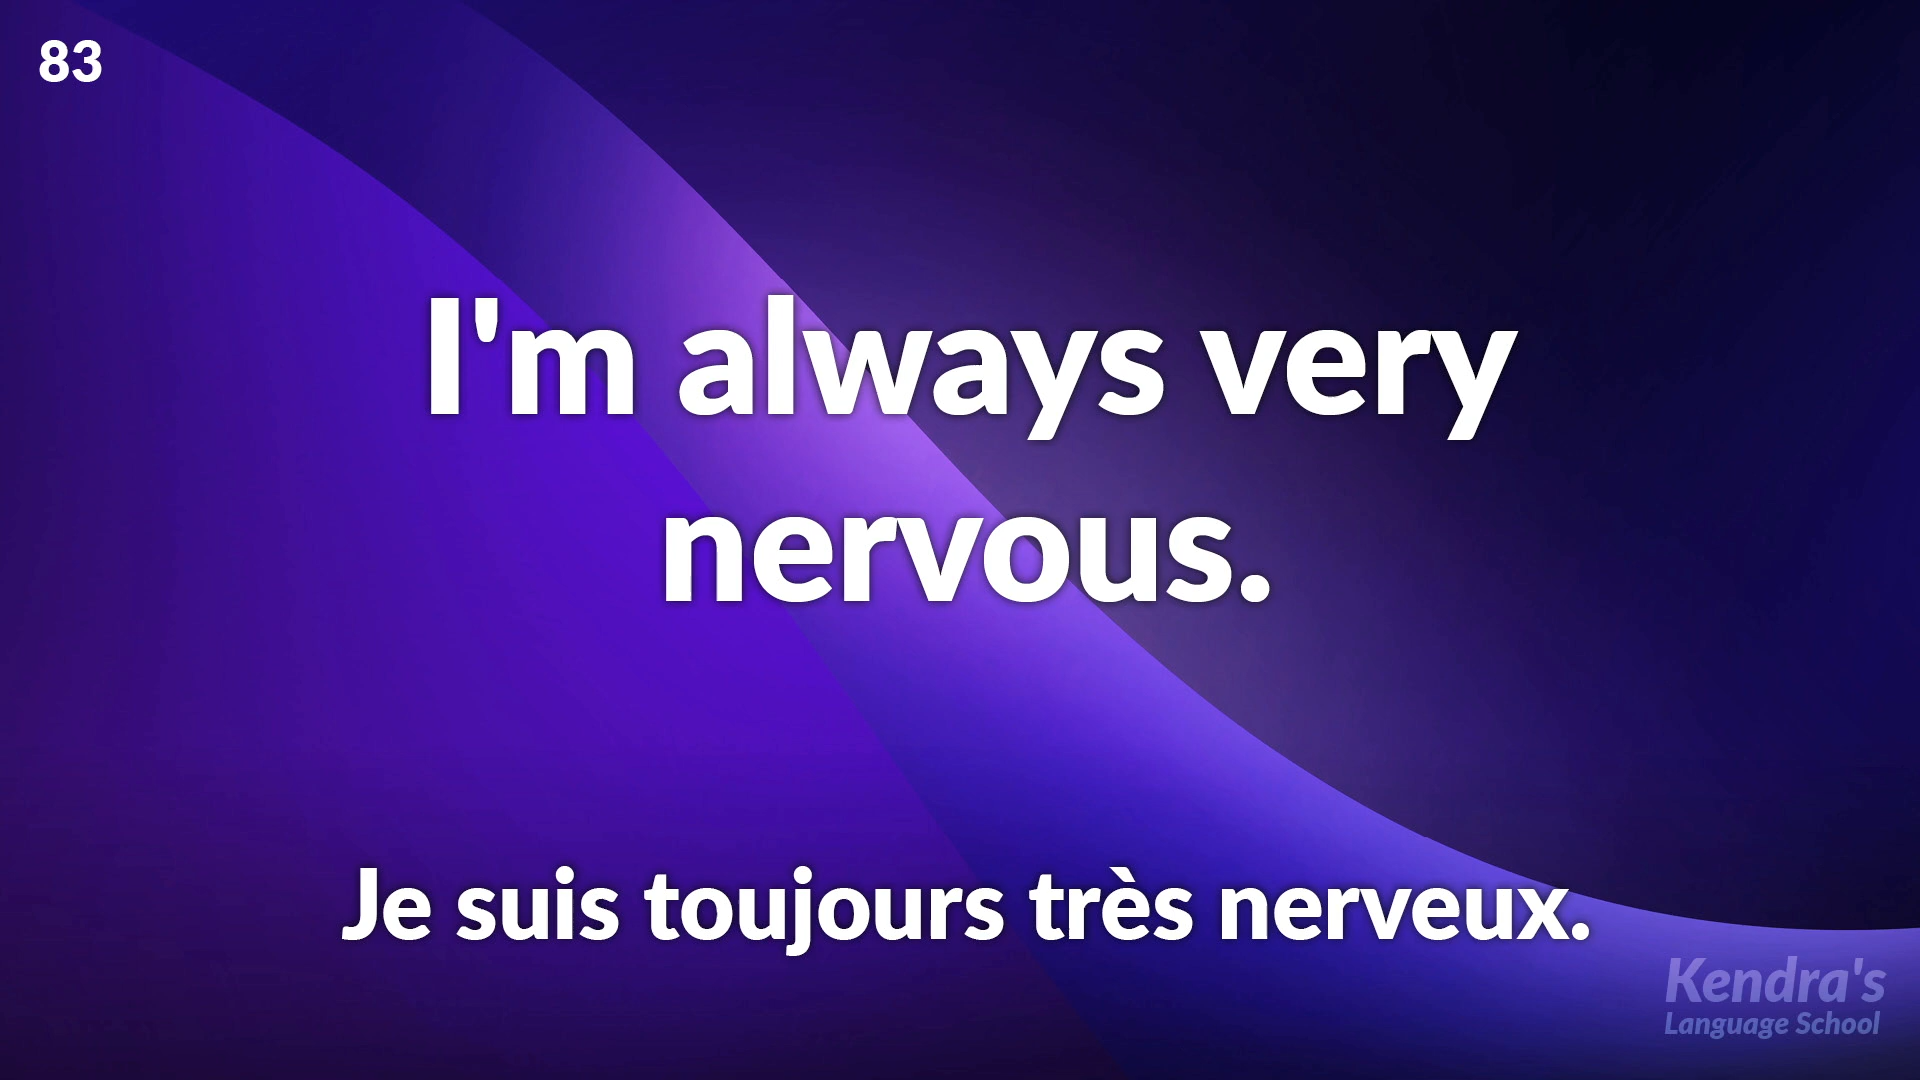 83
I'm always very
nervous.
Je suis toujours très nerveux.
Kendra's
Language School